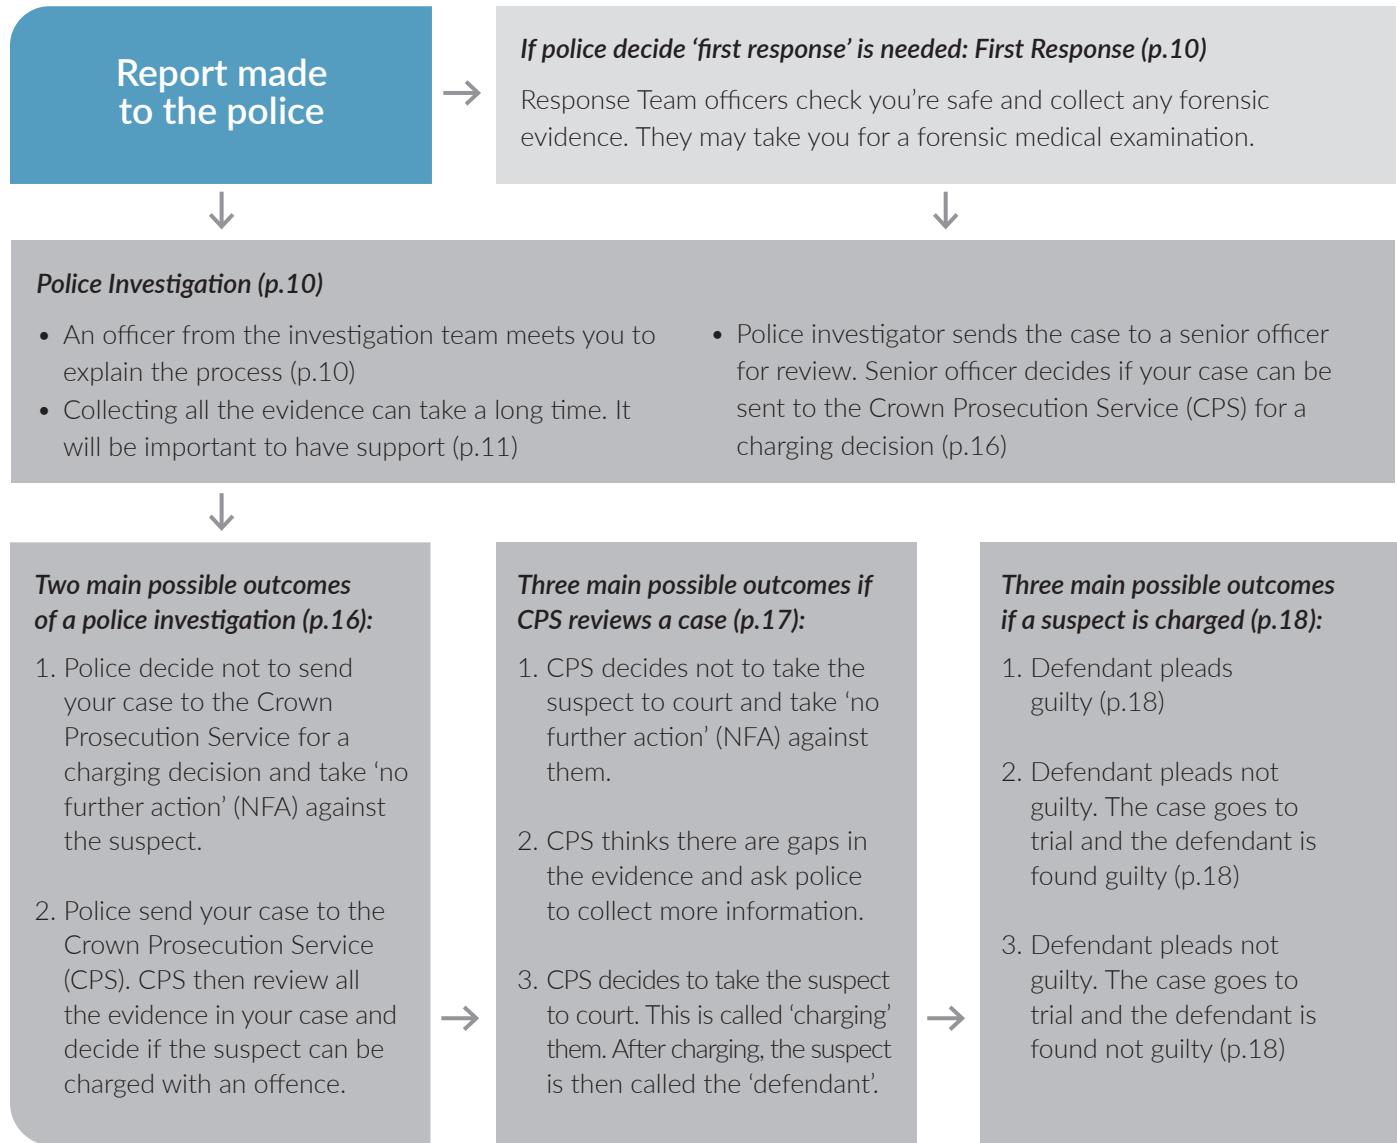 Report made
to the police
If police decide ‘first response’ is needed: First Response (p.10)
Response Team officers check you’re safe and collect any forensic
evidence. They may take you for a forensic medical examination.
Police Investigation (p.10)
• An officer from the investigation team meets you to
explain the process (p.10)
• Collecting all the evidence can take a long time. It
will be important to have support (p.11)
• Police investigator sends the case to a senior officer
for review. Senior officer decides if your case can be
sent to the Crown Prosecution Service (CPS) for a
charging decision (p.16)
Two main possible outcomes
of a police investigation (p.16):
1. Police decide not to send
your case to the Crown
Prosecution Service for a
charging decision and take ‘no
further action’ (NFA) against
the suspect.
2. Police send your case to the
Crown Prosecution Service
(CPS). CPS then review all
the evidence in your case and
decide if the suspect can be
charged with an offence.
Three main possible outcomes if
CPS reviews a case (p.17):
1. CPS decides not to take the
suspect to court and take ‘no
further action’ (NFA) against
them.
2. CPS thinks there are gaps in
the evidence and ask police
to collect more information.
3. CPS decides to take the suspect
to court. This is called ‘charging’
them. After charging, the suspect
is then called the ‘defendant’.
Three main possible outcomes
if a suspect is charged (p.18):
1. Defendant pleads
guilty (p.18)
2. Defendant pleads not
guilty. The case goes to
trial and the defendant is
found guilty (p.18)
3. Defendant pleads not
guilty. The case goes to
trial and the defendant is
found not guilty (p.18)